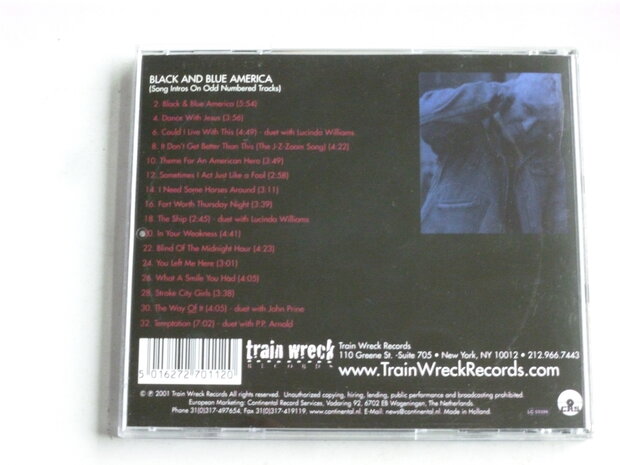 BLACK AND BLUE AMERICA
(Song Intros On Odd Numbered Tracks)
2. Black & Blue America (5:54)
4. Dance With Jesus (3:56)
6. Could I Live With This (4:49) - duet with Lucinda Williams
8. It Don't Get Better Than This (The J-Z-Zoom Song) (4:22)
10. Theme For An American Hero (3:49)
12. Sometimes I Act Just Like a Fool (2:58)
14. I Need Some Horses Around (3:11)
16. Fort Worth Thursday Night (3:39)
18. The Ship (2:45) - duet with Lucinda Williams
20. In Your Weakness (4:41)
22. Blind Of The Midnight Hour (4:23)
24. You Left Me Here (3:01)
26. What A Smile You Had (4:05)
28. Stroke City Girls (3:38)
30. The Way Of It (4:05) - duet with John Prine
32. Temptation (7:02) - duet with P.P. Arnold
5 016272 701120
train wreck
RECORDS
Train Wreck Records
110 Greene St. -Suite 705 • New York, NY 10012 • 212.966.7443
www.TrainWreckRecords.com
© ℗ 2001 Train Wreck Records All rights reserved. Unauthorized copying, hiring, lending, public performance and broadcasting prohibited.
European Marketing: Continental Record Services, Vadaring 92, 6702 EB Wageningen, The Netherlands.
Phone 31(0)317-497654, Fax 31(0)317-419119. www.continental.nl. E-Mail: news@continental.nl. Made in Holland.
CRS